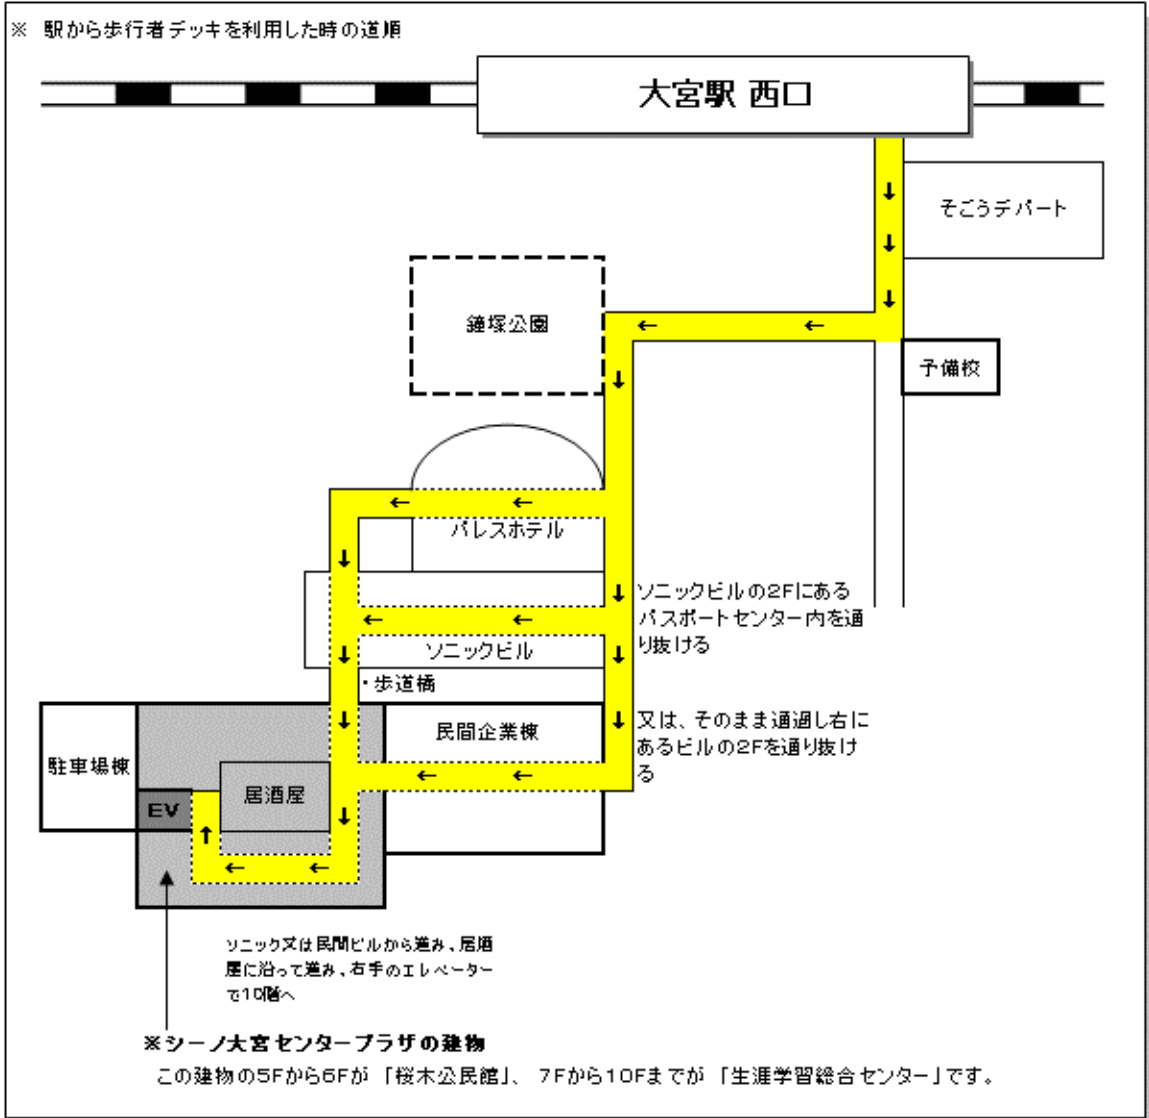 ※ 駅から歩行者デッキを利用した時の道順
大宮駅 西口
そごうデパート
鐘塚公園
予備校
パレスホテル
ソニックビルの2Fにある
パスポートセンター内を通
り抜ける
ソニックビル
・歩道橋
民間企業棟
又は、そのまま通過し右に
あるビルの2Fを通り抜け
る
駐車場棟
居酒屋
EV
ソニック又は民間ビルから進み、居酒
屋に沿って進み、右手のエレベーター
で10階へ
※シーノ大宮センタープラザの建物
この建物の5Fから6Fが「桜木公民館」、7Fから10Fまでが「生涯学習総合センター」です。